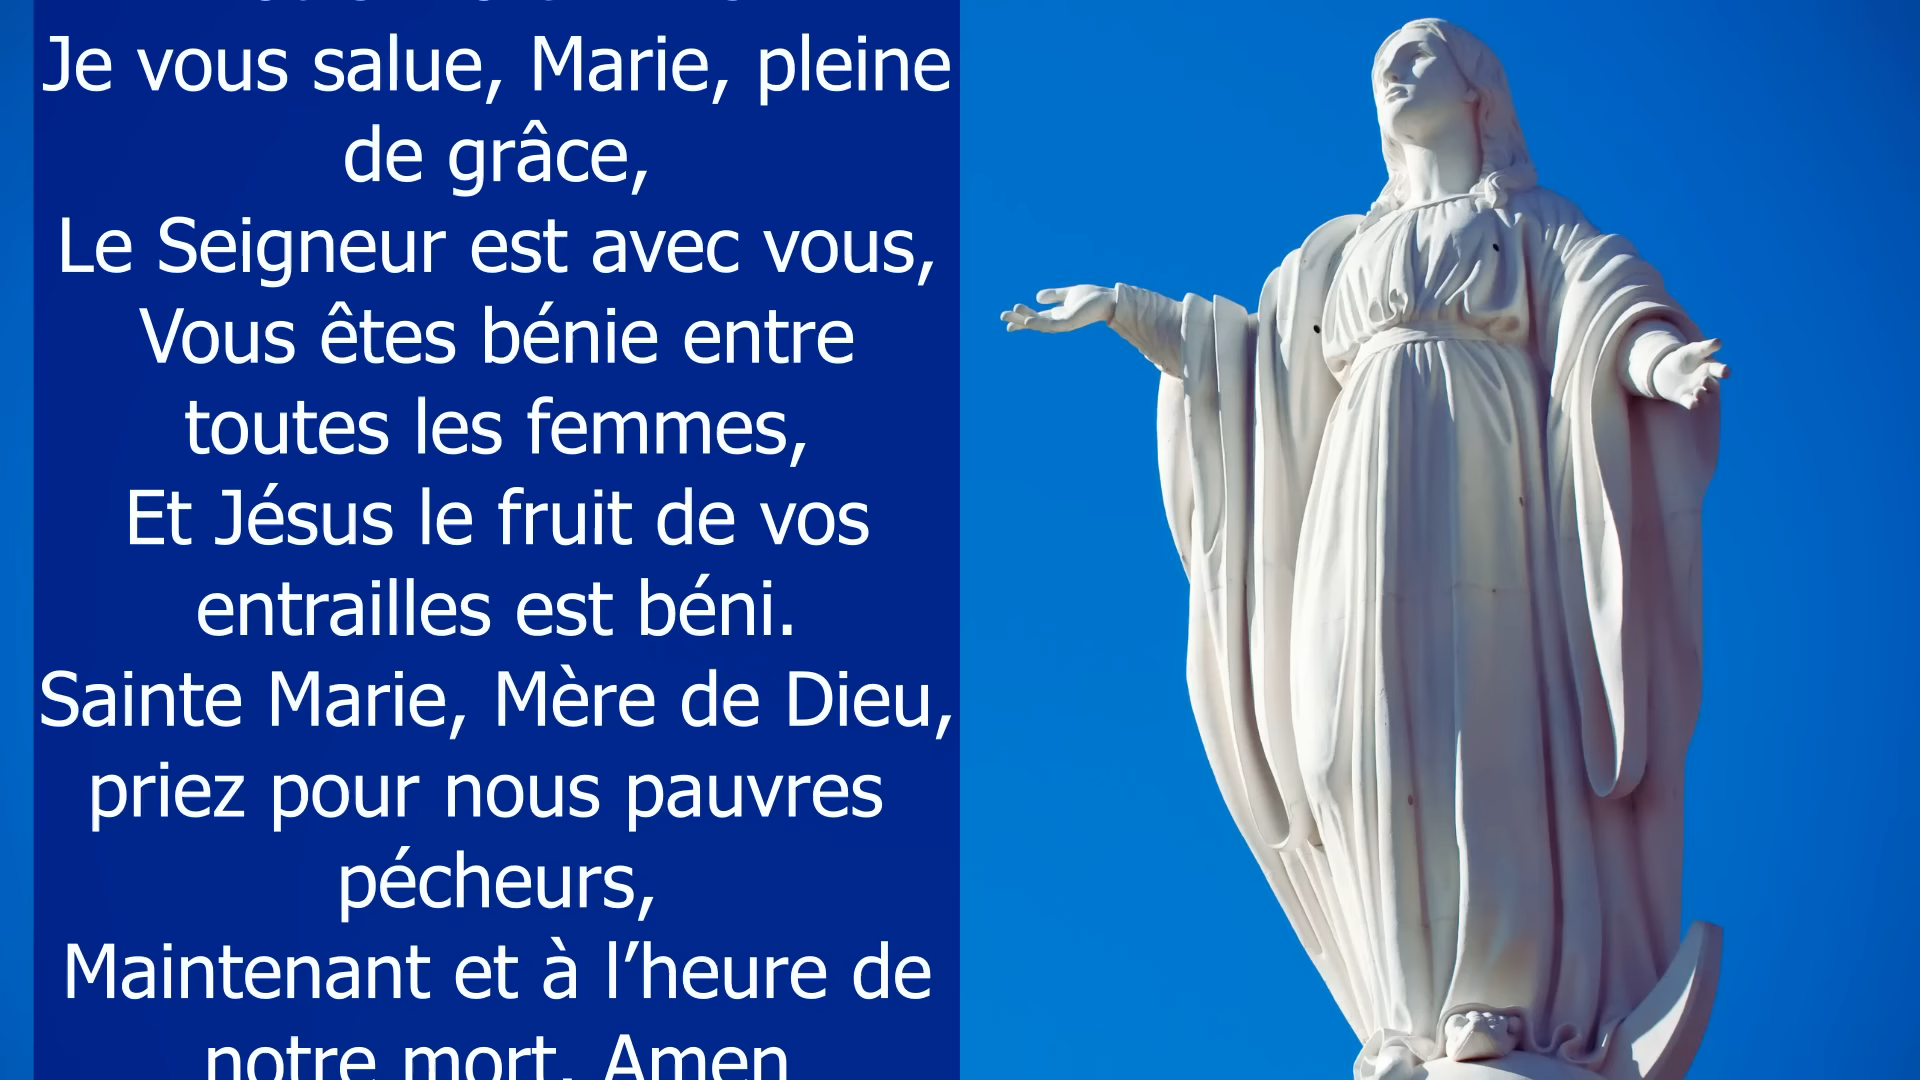 Je vous salue, Marie, pleine
de grâce,
Le Seigneur est avec vous,
Vous êtes bénie entre
toutes les femmes,
Et Jésus le fruit de vos
entrailles est béni.
Sainte Marie, Mère de Dieu,
priez pour nous pauvres
pécheurs,
Maintenant et à l’heure de
notre mort. Amen